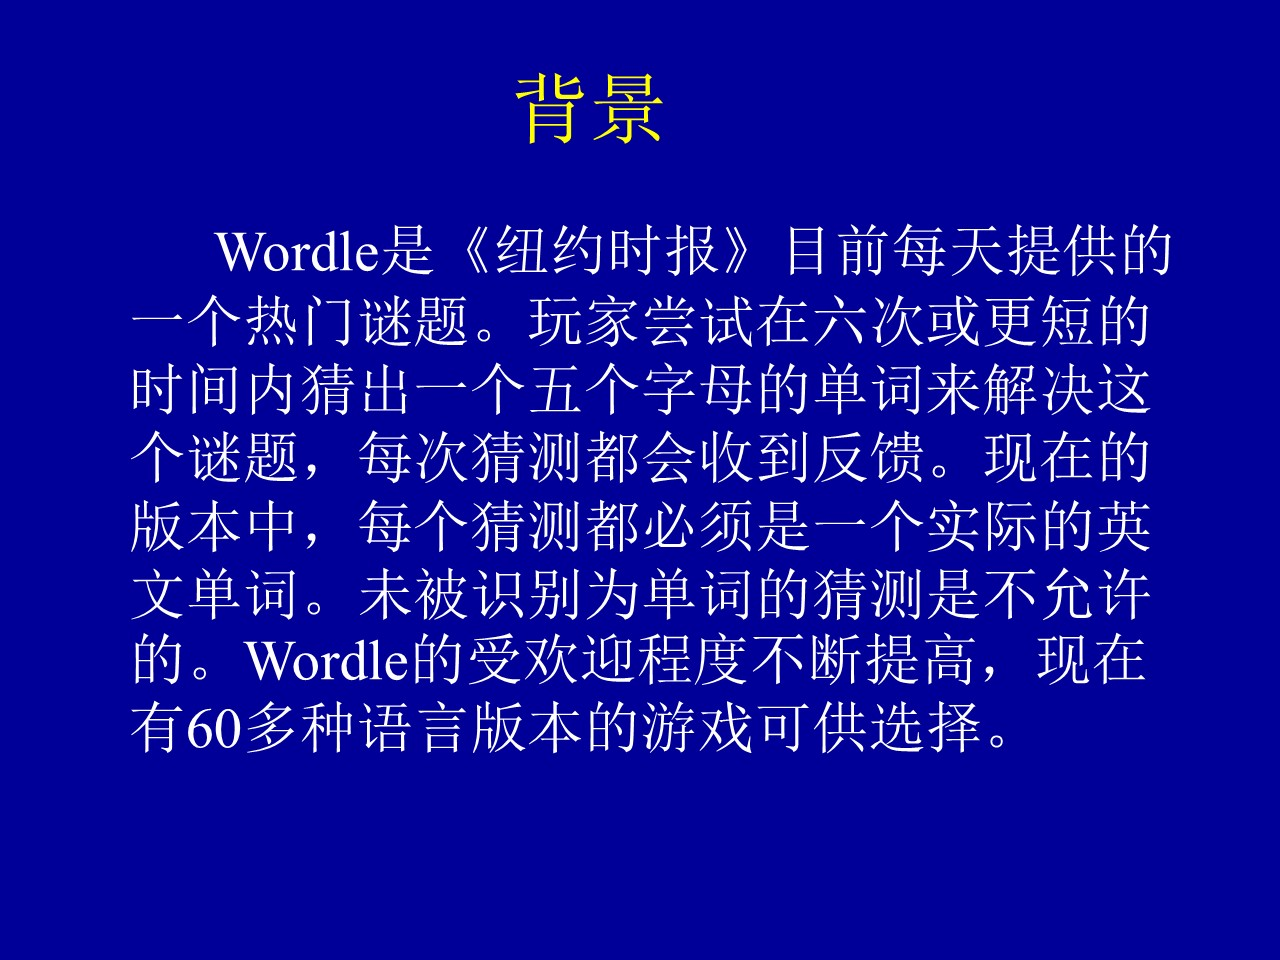 背景
Wordle是《纽约时报》目前每天提供的
一个热门谜题。玩家尝试在六次或更短的
时间内猜出一个五个字母的单词来解决这
个谜题，每次猜测都会收到反馈。现在的
版本中，每个猜测都必须是一个实际的英
文单词。未被识别为单词的猜测是不允许
的。Wordle的受欢迎程度不断提高，现在
有60多种语言版本的游戏可供选择。